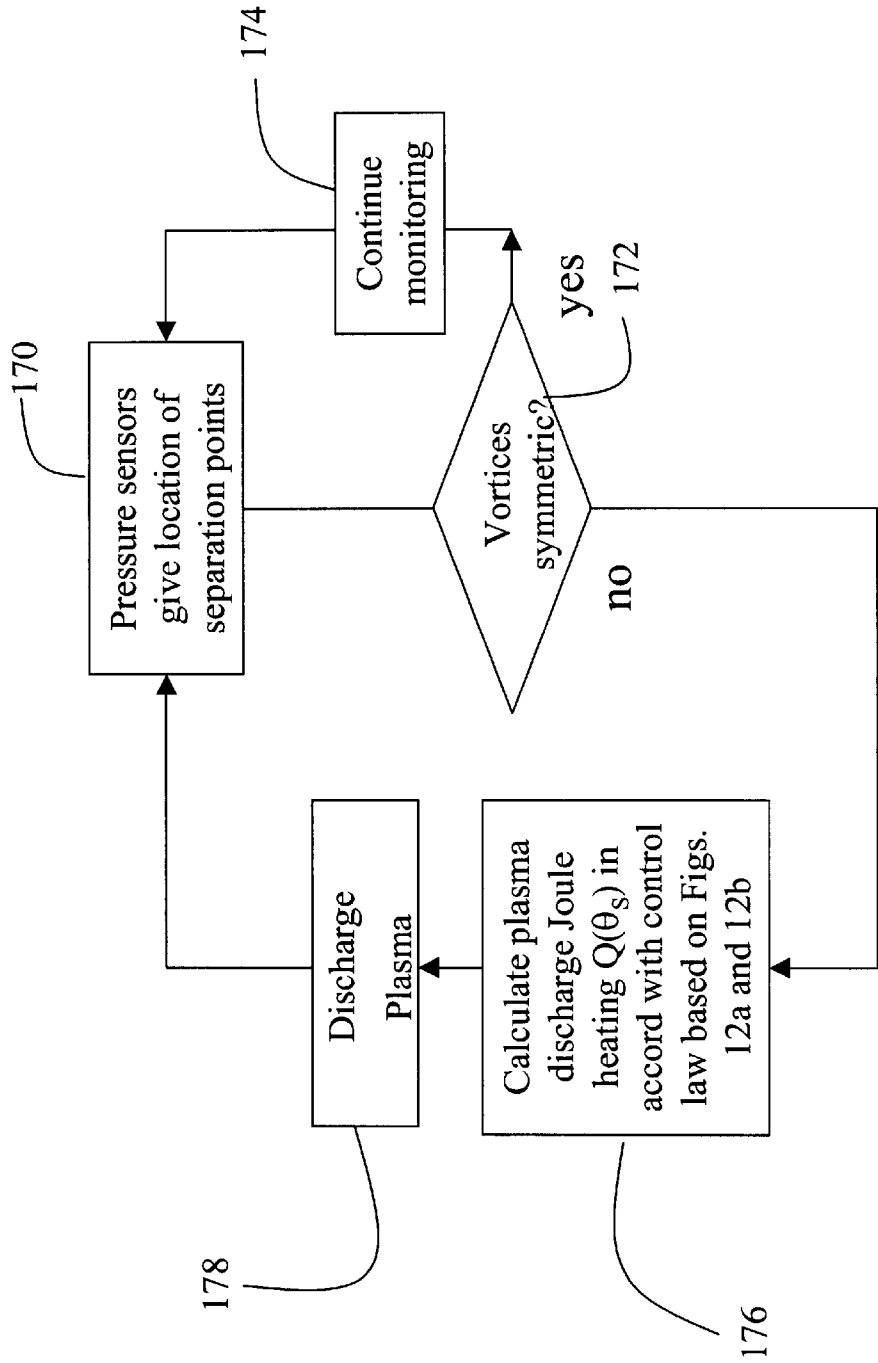 170
Pressure sensors
give location of
separation points
174
Continue
monitoring
Vortices
symmetric?
172
yes
no
Calculate plasma
discharge Joule
heating Q(θS) in
accord with control
law based on Figs.
12a and 12b
176
Discharge
Plasma
178